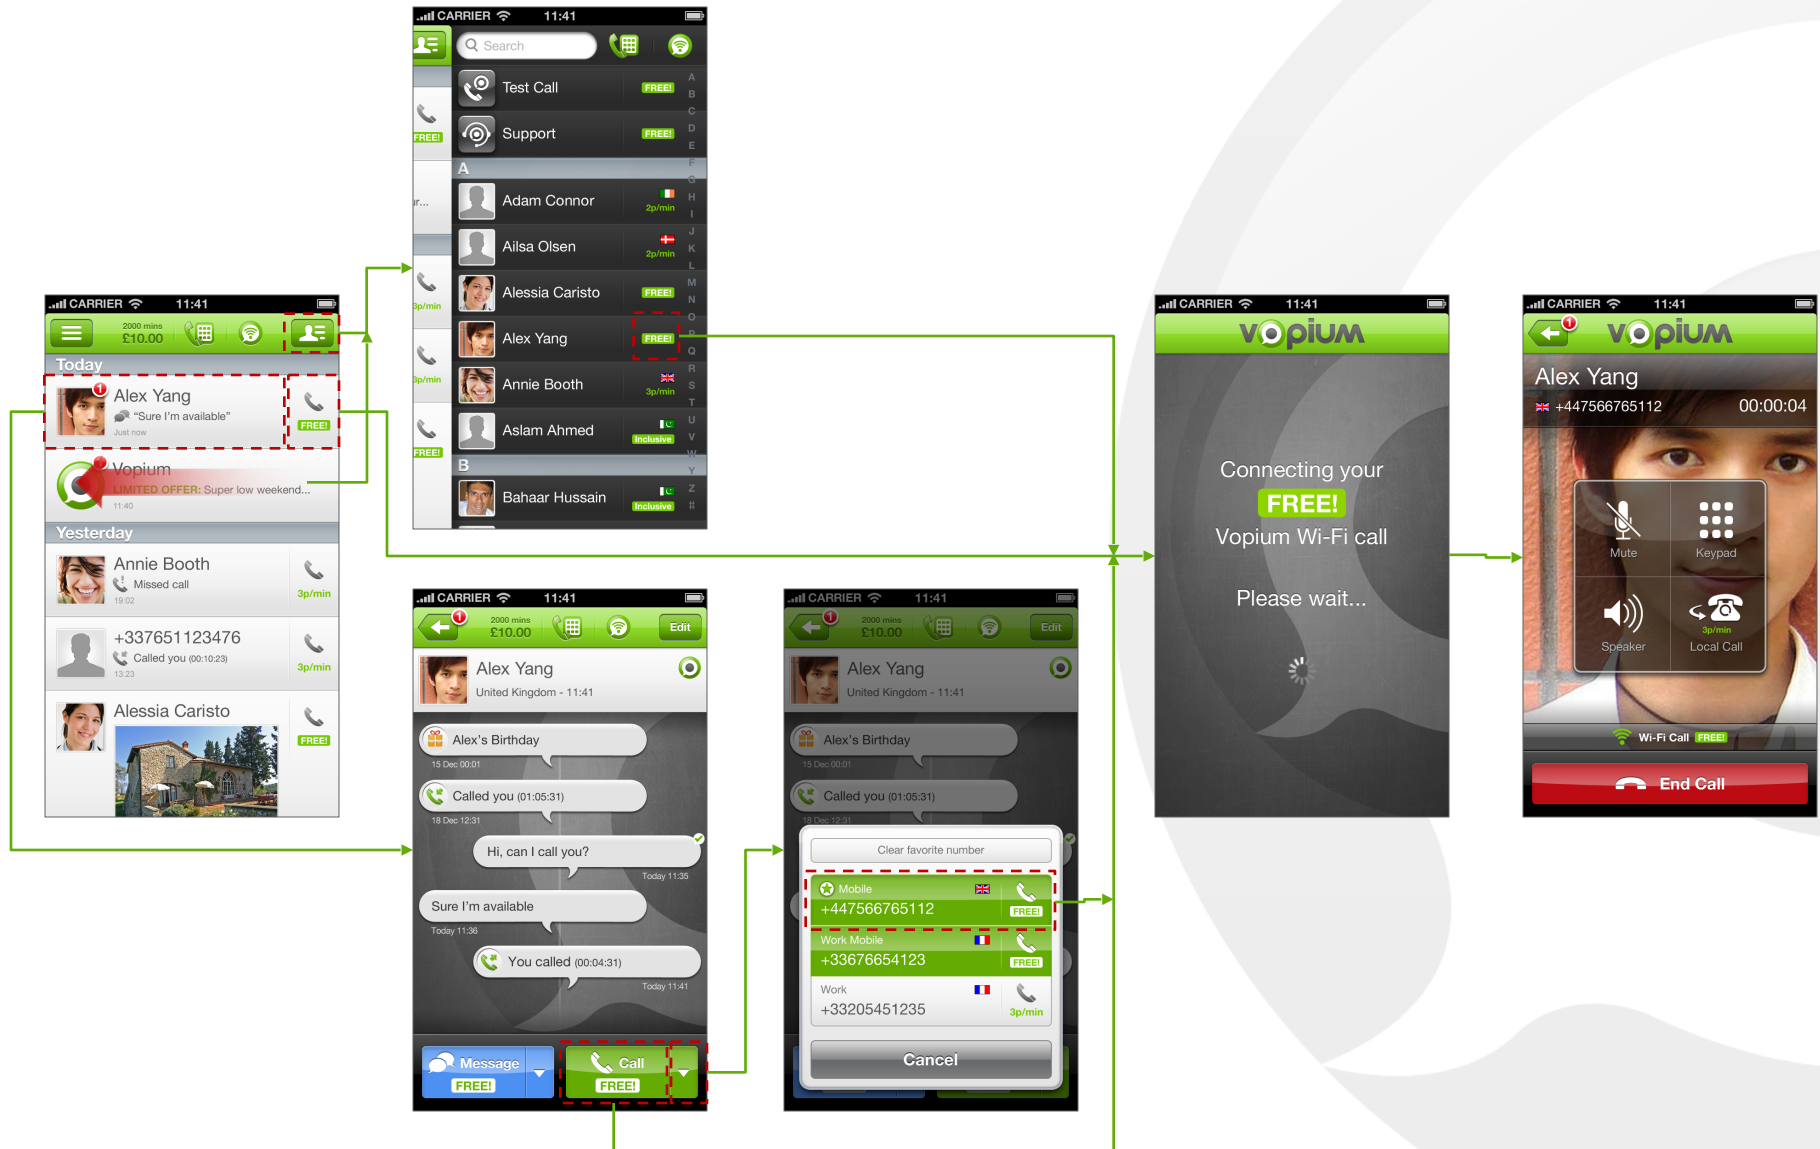 CARRIER 11:41
Search
Test Call FREE!
FREE!
Support FREE!
A
Adam Connor 2p/min
ur...
Ailsa Olsen 2p/min
3p/min
Alessia Caristo FREE!
Alex Yang FREE!
3p/min
Annie Booth 3p/min
Aslam Ahmed Inclusive
FREE!
B
Bahaar Hussain Inclusive
A
B
C
D
E
F
G
H
I
J
K
L
M
N
O
P
Q
R
S
T
U
V
W
Y
Z
#
CARRIER 11:41
2000 mins
£10.00
Today
Alex Yang 1
“Sure I’m available”
Just now
FREE!
Vopium
LIMITED OFFER: Super low weekend...
11:40
Yesterday
Annie Booth
Missed call
19:02
3p/min
+337651123476
Called you (00:10:23)
13:23
3p/min
Alessia Caristo
FREE!
CARRIER 11:41
1
2000 mins
£10.00
Edit
Alex Yang
United Kingdom - 11:41
Alex’s Birthday
15 Dec 00:01
Called you (01:05:31)
18 Dec 12:31
Hi, can I call you?
Today 11:35
Sure I’m available
Today 11:36
You called (00:04:31)
Today 11:41
Message
FREE!
Call
FREE!
CARRIER 11:41
1
2000 mins
£10.00
Edit
Alex Yang
United Kingdom - 11:41
Alex’s Birthday
15 Dec 00:01
Called you (01:05:31)
18 Dec 12:31
Clear favorite number
Mobile
+447566765112
FREE!
Work Mobile
+33676654123
FREE!
Work
+33205451235
3p/min
Cancel
CARRIER 11:41
vopium
Connecting your
FREE!
Vopium Wi-Fi call
Please wait...
CARRIER 11:41
1
vopium
Alex Yang
+447566765112 00:00:04
Mute
Keypad
Speaker
3p/min
Local Call
Wi-Fi Call FREE!
End Call